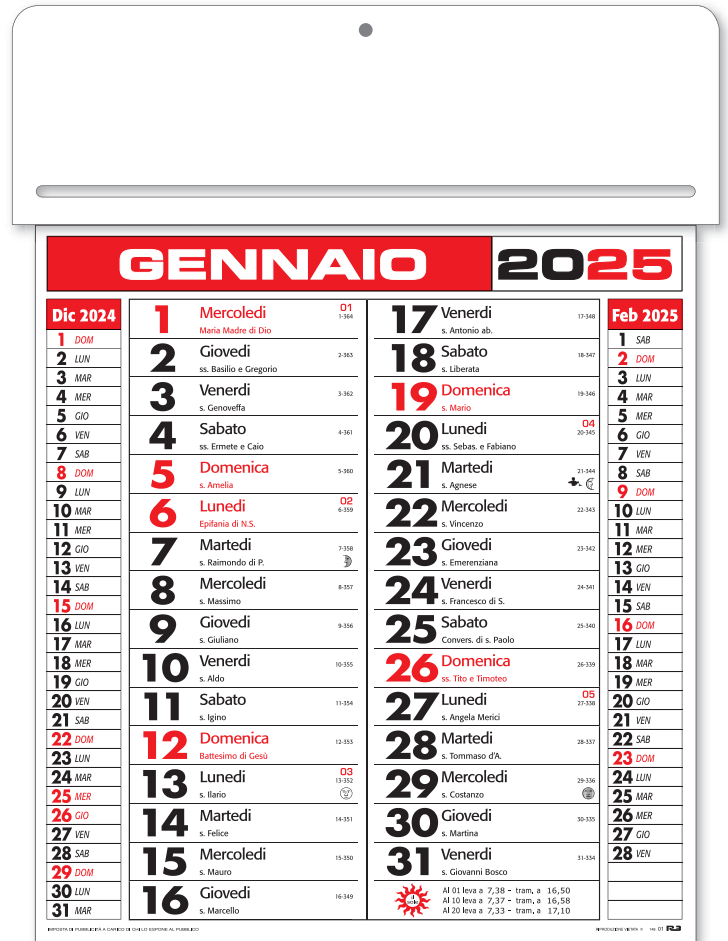 GENNAIO 2025
Dic 2024
1 DOM
2 LUN
3 MAR
4 MER
5 GIO
6 VEN
7 SAB
8 DOM
9 LUN
10 MAR
11 MER
12 GIO
13 VEN
14 SAB
15 DOM
16 LUN
17 MAR
18 MER
19 GIO
20 VEN
21 SAB
22 DOM
23 LUN
24 MAR
25 MER
26 GIO
27 VEN
28 SAB
29 DOM
30 LUN
31 MAR
1 Mercoledi 01
Maria Madre di Dio 1-364
2 Giovedi 2-363
ss. Basilio e Gregorio
3 Venerdi 3-362
s. Genoveffa
4 Sabato 4-361
ss. Ermete e Caio
5 Domenica 5-360
s. Amelia
6 Lunedi 02
Epifania di N.S. 6-359
7 Martedi 7-358
s. Raimondo di P.
8 Mercoledi 8-357
s. Massimo
9 Giovedi 9-356
s. Giuliano
10 Venerdi 10-355
s. Aldo
11 Sabato 11-354
s. Igino
12 Domenica 12-353
Battesimo di Gesù
13 Lunedi 03
s. Ilario 13-352
14 Martedi 14-351
s. Felice
15 Mercoledi 15-350
s. Mauro
16 Giovedi 16-349
s. Marcello
17 Venerdi 17-348
s. Antonio ab.
18 Sabato 18-347
s. Liberata
19 Domenica 19-346
s. Mario
20 Lunedi 04
ss. Sebas. e Fabiano 20-345
21 Martedi 21-344
s. Agnese
22 Mercoledi 22-343
s. Vincenzo
23 Giovedi 23-342
s. Emerenziana
24 Venerdi 24-341
s. Francesco di S.
25 Sabato 25-340
Convers. di s. Paolo
26 Domenica 26-339
ss. Tito e Timoteo
27 Lunedi 05
s. Angela Merici 27-338
28 Martedi 28-337
s. Tommaso d'A.
29 Mercoledi 29-336
s. Costanzo
30 Giovedi 30-335
s. Martina
31 Venerdi 31-334
s. Giovanni Bosco
il sole
Al 01 leva a 7,38 - tram, a 16,50
Al 10 leva a 7,37 - tram, a 16,58
Al 20 leva a 7,33 - tram, a 17,10
Feb 2025
1 SAB
2 DOM
3 LUN
4 MAR
5 MER
6 GIO
7 VEN
8 SAB
9 DOM
10 LUN
11 MAR
12 MER
13 GIO
14 VEN
15 SAB
16 DOM
17 LUN
18 MAR
19 MER
20 GIO
21 VEN
22 SAB
23 DOM
24 LUN
25 MAR
26 MER
27 GIO
28 VEN
IMPOSTA DI PUBBLICITÀ A CARICO DI CHI LO ESPONE AL PUBBLICO
RIPRODUZIONE VIETATA 01